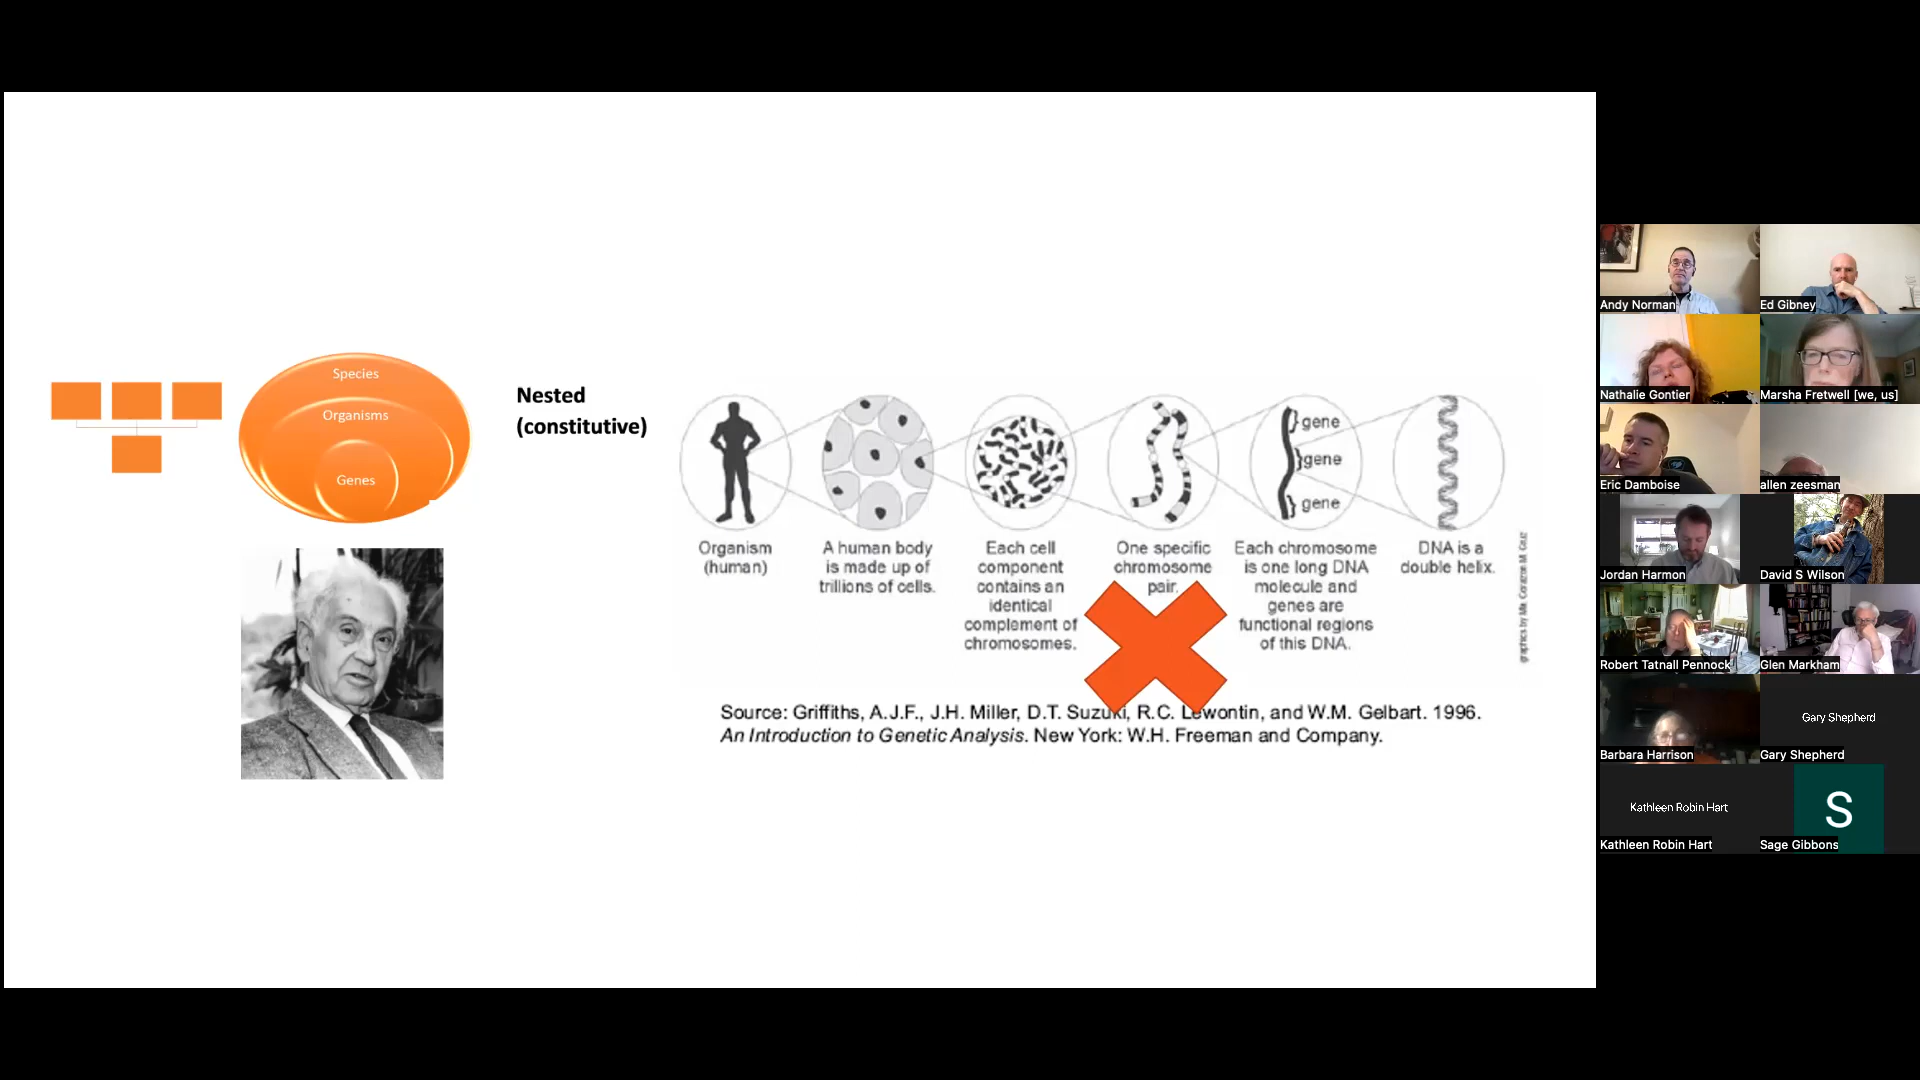 Species
Organisms
Genes
Nested
(constitutive)
gene
gene
gene
Organism
(human)
A human body
is made up of
trillions of cells.
Each cell
component
contains an
identical
complement of
chromosomes.
One specific
chromosome
pair.
Each chromosome
is one long DNA
molecule and
genes are
functional regions
of this DNA.
DNA is a
double helix.
Source: Griffiths, A.J.F., J.H. Miller, D.T. Suzuki, R.C. Lewontin, and W.M. Gelbart. 1996.
An Introduction to Genetic Analysis. New York: W.H. Freeman and Company.
graphics by Ma. Corazon M. Cruz
Andy Norman
Ed Gibney
Nathalie Gontier
Marsha Fretwell [we, us]
Eric Damboise
allen zeesman
Jordan Harmon
David S Wilson
Robert Tatnall Pennock
Glen Markham
Barbara Harrison
Gary Shepherd
Gary Shepherd
Kathleen Robin Hart
Kathleen Robin Hart
S
Sage Gibbons